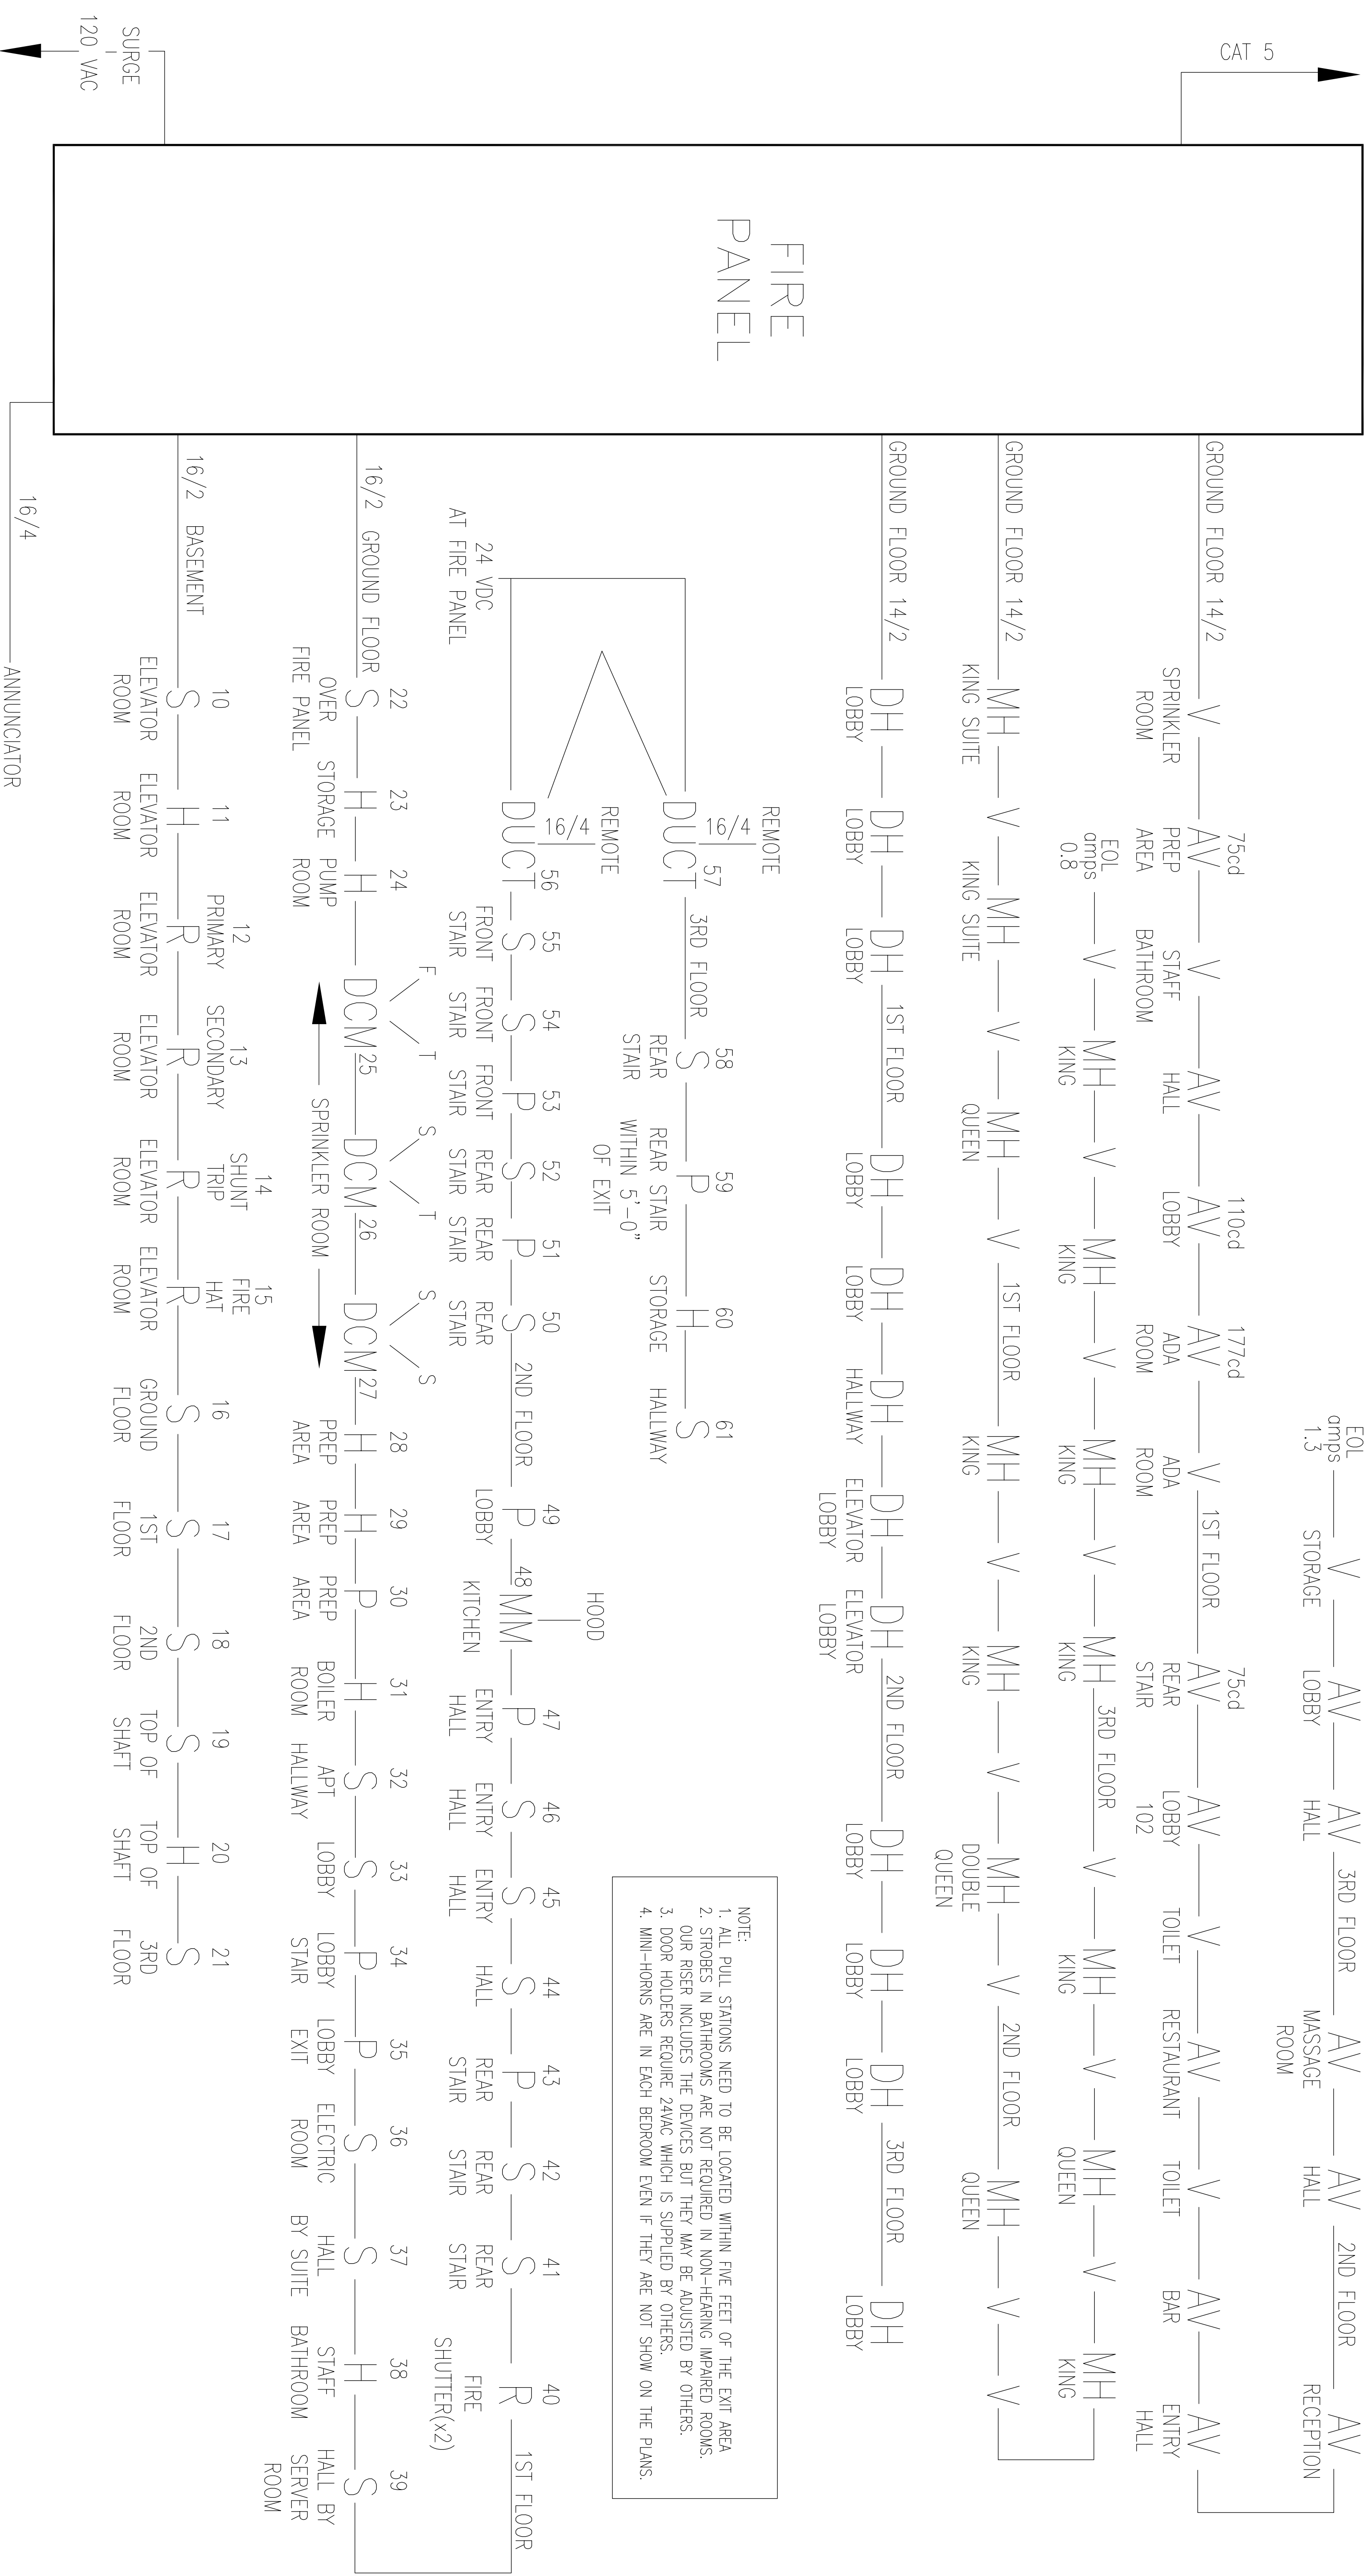 CAT 5
SURGE
120 VAC
FIRE
PANEL
EOL
amps
1.3
V
STORAGE
AV
LOBBY
AV
HALL
3RD FLOOR
AV
MASSAGE
ROOM
AV
HALL
2ND FLOOR
AV
RECEPTION
GROUND FLOOR 14/2
V
SPRINKLER
ROOM
75cd
AV
PREP
AREA
V
STAFF
BATHROOM
AV
HALL
110cd
AV
LOBBY
177cd
AV
ADA
ROOM
V
ADA
ROOM
1ST FLOOR
75cd
AV
REAR
STAIR
AV
LOBBY
102
V
TOILET
AV
RESTAURANT
V
TOILET
AV
BAR
AV
ENTRY
HALL
EOL
amps
0.8
V
MH
KING
V
MH
KING
V
MH
KING
V
MH
KING
3RD FLOOR
V
MH
KING
V
MH
QUEEN
V
MH
KING
GROUND FLOOR 14/2
MH
KING SUITE
V
MH
KING SUITE
V
MH
QUEEN
V
1ST FLOOR
MH
KING
V
MH
KING
V
MH
DOUBLE
QUEEN
V
2ND FLOOR
MH
QUEEN
V
V
GROUND FLOOR 14/2
DH
LOBBY
DH
LOBBY
DH
LOBBY
1ST FLOOR
DH
LOBBY
DH
LOBBY
DH
HALLWAY
DH
ELEVATOR
LOBBY
DH
ELEVATOR
LOBBY
2ND FLOOR
DH
LOBBY
DH
LOBBY
DH
LOBBY
3RD FLOOR
DH
LOBBY
NOTE:
1. ALL PULL STATIONS NEED TO BE LOCATED WITHIN FIVE FEET OF THE EXIT AREA
2. STROBES IN BATHROOMS ARE NOT REQUIRED IN NON-HEARING IMPAIRED ROOMS.
OUR RISER INCLUDES THE DEVICES BUT THEY MAY BE ADJUSTED BY OTHERS.
3. DOOR HOLDERS REQUIRE 24VAC WHICH IS SUPPLIED BY OTHERS.
4. MINI-HORNS ARE IN EACH BEDROOM EVEN IF THEY ARE NOT SHOW ON THE PLANS.
REMOTE
16/4
DUCT
57
3RD FLOOR
58
S
REAR
STAIR
59
P
REAR STAIR
WITHIN 5'-0"
OF EXIT
60
H
STORAGE
61
S
HALLWAY
24 VDC
AT FIRE PANEL
REMOTE
16/4
DUCT
56
55
S
FRONT
STAIR
54
S
FRONT
STAIR
53
P
FRONT
STAIR
52
S
REAR
STAIR
51
P
REAR
STAIR
50
S
REAR
STAIR
2ND FLOOR
49
P
LOBBY
HOOD
48
MM
KITCHEN
47
P
ENTRY
HALL
46
S
ENTRY
HALL
45
S
ENTRY
HALL
44
S
HALL
43
P
REAR
STAIR
42
S
REAR
STAIR
41
S
REAR
STAIR
40
R
FIRE
SHUTTER(x2)
1ST FLOOR
16/2 GROUND FLOOR
22
S
OVER
FIRE PANEL
23
H
STORAGE
24
H
PUMP
ROOM
F
T
DCM
25
S
T
DCM
26
S
S
DCM
27
SPRINKLER ROOM
28
H
PREP
AREA
29
H
PREP
AREA
30
P
PREP
AREA
31
H
BOILER
ROOM
32
S
APT
HALLWAY
33
S
LOBBY
34
P
LOBBY
STAIR
35
P
LOBBY
EXIT
36
S
ELECTRIC
ROOM
37
S
HALL
BY SUITE
38
H
STAFF
BATHROOM
39
S
HALL BY
SERVER
ROOM
16/2 BASEMENT
10
S
ELEVATOR
ROOM
11
H
ELEVATOR
ROOM
12
PRIMARY
R
ELEVATOR
ROOM
13
SECONDARY
R
ELEVATOR
ROOM
14
SHUNT
TRIP
R
ELEVATOR
ROOM
15
FIRE
HAT
R
ELEVATOR
ROOM
16
S
GROUND
FLOOR
17
S
1ST
FLOOR
18
S
2ND
FLOOR
19
S
TOP OF
SHAFT
20
H
TOP OF
SHAFT
21
S
3RD
FLOOR
16/4
ANNUNCIATOR